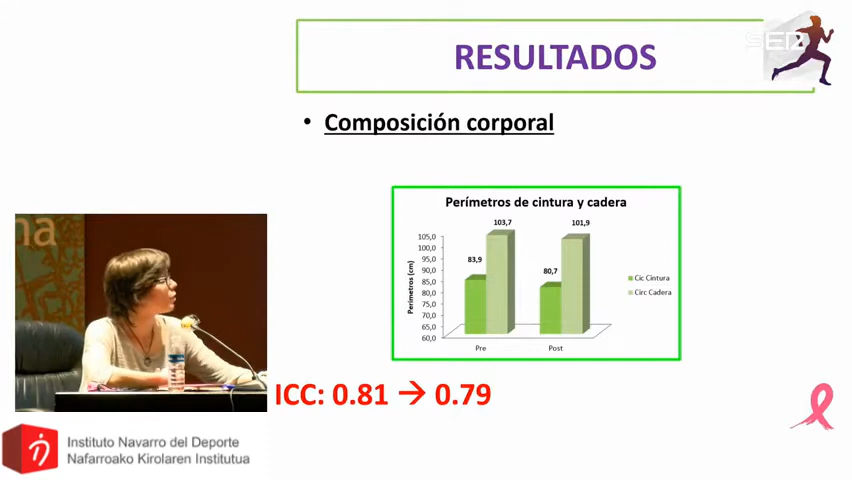 RESULTADOS
• Composición corporal
Perímetros de cintura y cadera
Perimetros (cm)
105,0
100,0
95,0
90,0
85,0
80,0
75,0
70,0
65,0
60,0
83,9
103,7
80,7
101,9
Pre
Post
Cic Cintura
Circ Cadera
ICC: 0.81 → 0.79
na
Instituto Navarro del Deporte
Nafarroako Kirolaren Institutua